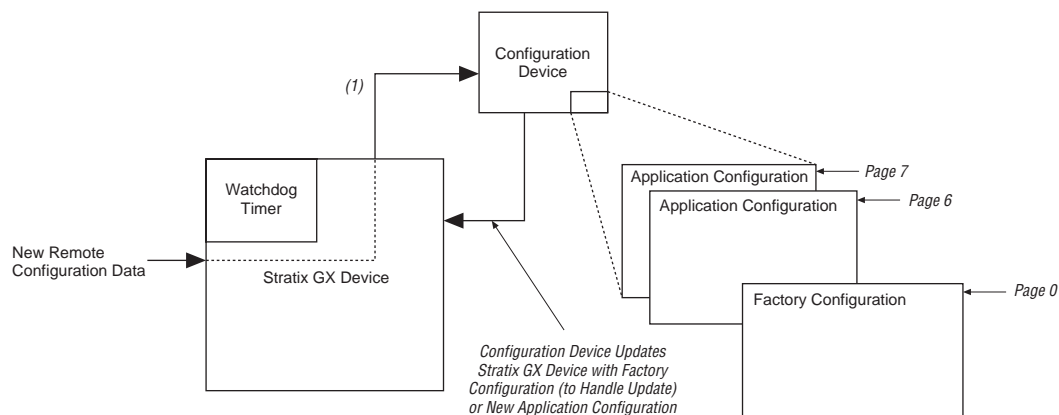 Configuration
Device
(1)
Application Configuration
Page 7
Application Configuration
Page 6
Watchdog
Timer
New Remote
Configuration Data
Stratix GX Device
Factory Configuration
Page 0
Configuration Device Updates
Stratix GX Device with Factory
Configuration (to Handle Update)
or New Application Configuration